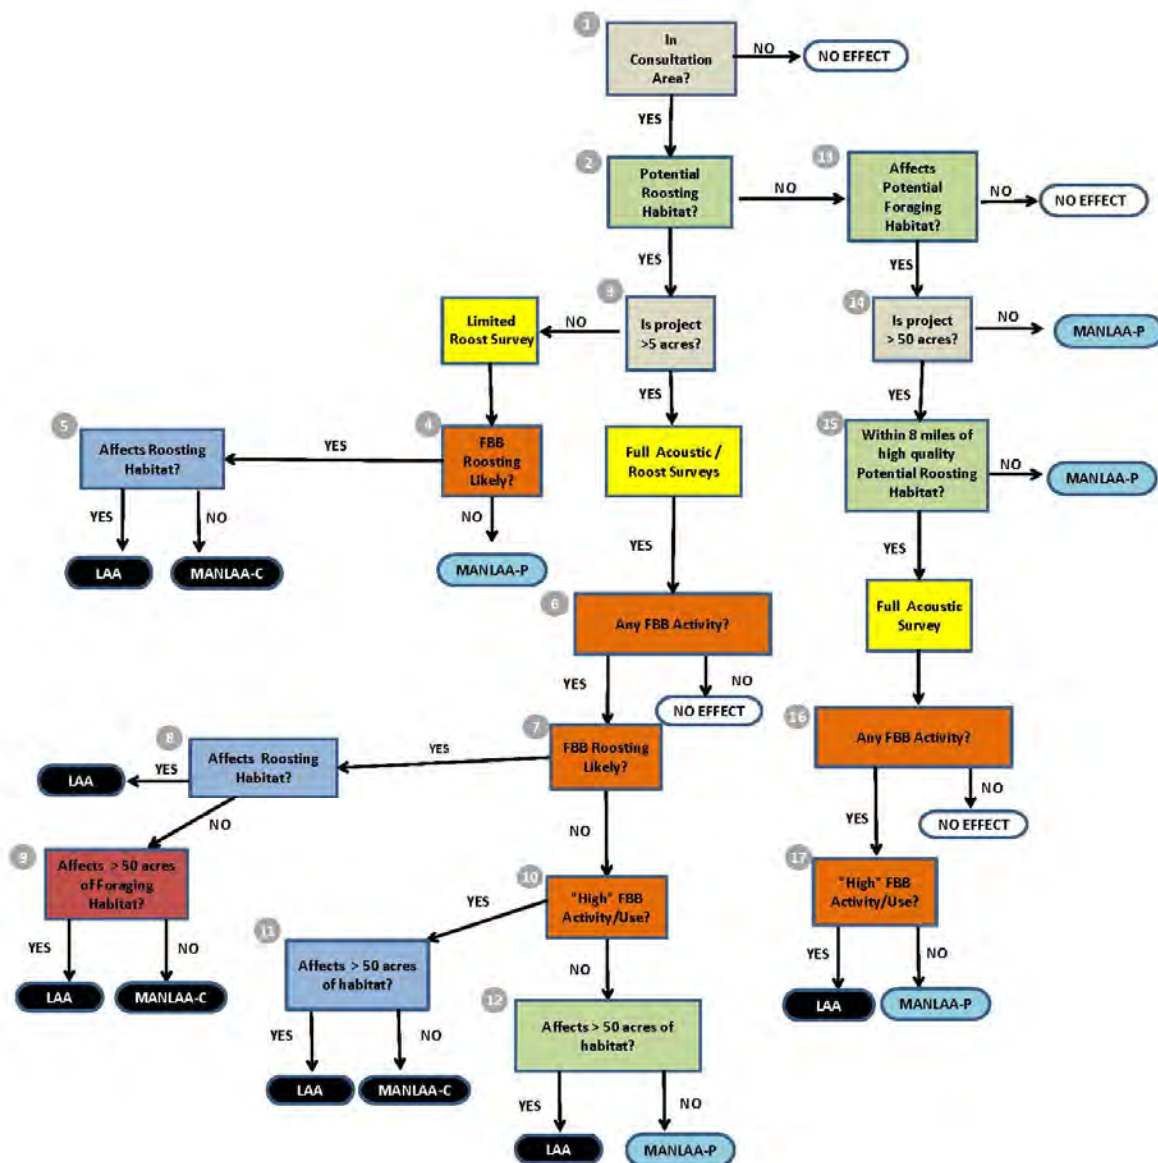 1
In
Consultation
Area?
NO
NO EFFECT
YES
2
Potential
Roosting
Habitat?
NO
13
Affects
Potential
Foraging
Habitat?
NO
NO EFFECT
YES
YES
3
Is project
>5 acres?
NO
Limited
Roost Survey
14
Is project
> 50 acres?
NO
MANLAA-P
YES
YES
5
Affects Roosting
Habitat?
YES
4
FBB
Roosting
Likely?
Full Acoustic /
Roost Surveys
15
Within 8 miles of
high quality
Potential Roosting
Habitat?
NO
MANLAA-P
YES
NO
LAA
MANLAA-C
NO
MANLAA-P
YES
YES
Full Acoustic
Survey
6
Any FBB Activity?
YES
NO
NO EFFECT
16
Any FBB Activity?
YES
NO
NO EFFECT
7
FBB Roosting
Likely?
YES
8
Affects Roosting
Habitat?
YES
LAA
NO
NO
9
Affects > 50 acres
of Foraging
Habitat?
YES
NO
LAA
MANLAA-C
10
"High" FBB
Activity/Use?
YES
NO
11
Affects > 50 acres
of habitat?
YES
NO
LAA
MANLAA-C
12
Affects > 50 acres of
habitat?
YES
NO
LAA
MANLAA-P
17
"High" FBB
Activity/Use?
YES
NO
LAA
MANLAA-P